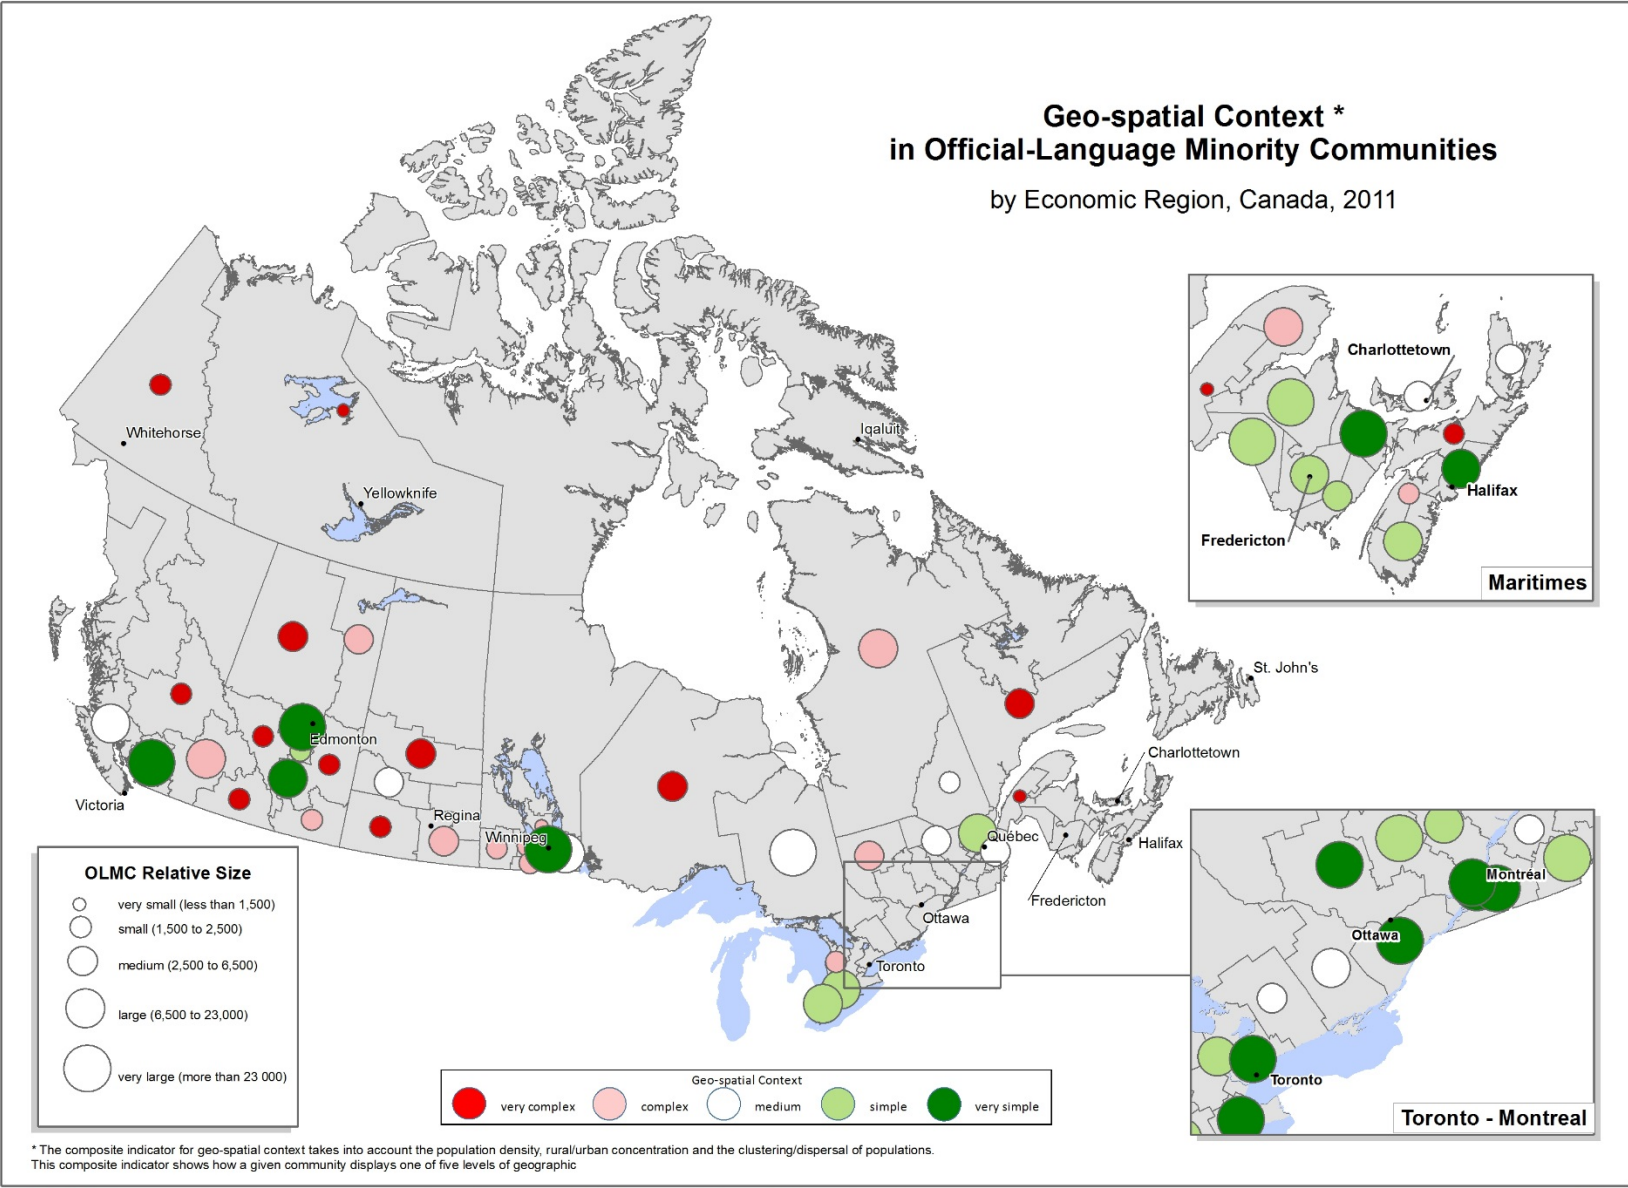 Geo-spatial Context *
in Official-Language Minority Communities
by Economic Region, Canada, 2011
Charlottetown
Halifax
Fredericton
Maritimes
Whitehorse
Iqaluit
Yellowknife
St. John's
Edmonton
Charlottetown
Victoria
Regina
Winnipeg
Québec
Halifax
Fredericton
Ottawa
Toronto
Montréal
Ottawa
Toronto
Toronto - Montreal
OLMC Relative Size
very small (less than 1,500)
small (1,500 to 2,500)
medium (2,500 to 6,500)
large (6,500 to 23,000)
very large (more than 23 000)
Geo-spatial Context
very complex
complex
medium
simple
very simple
* The composite indicator for geo-spatial context takes into account the population density, rural/urban concentration and the clustering/dispersal of populations.
This composite indicator shows how a given community displays one of five levels of geographic